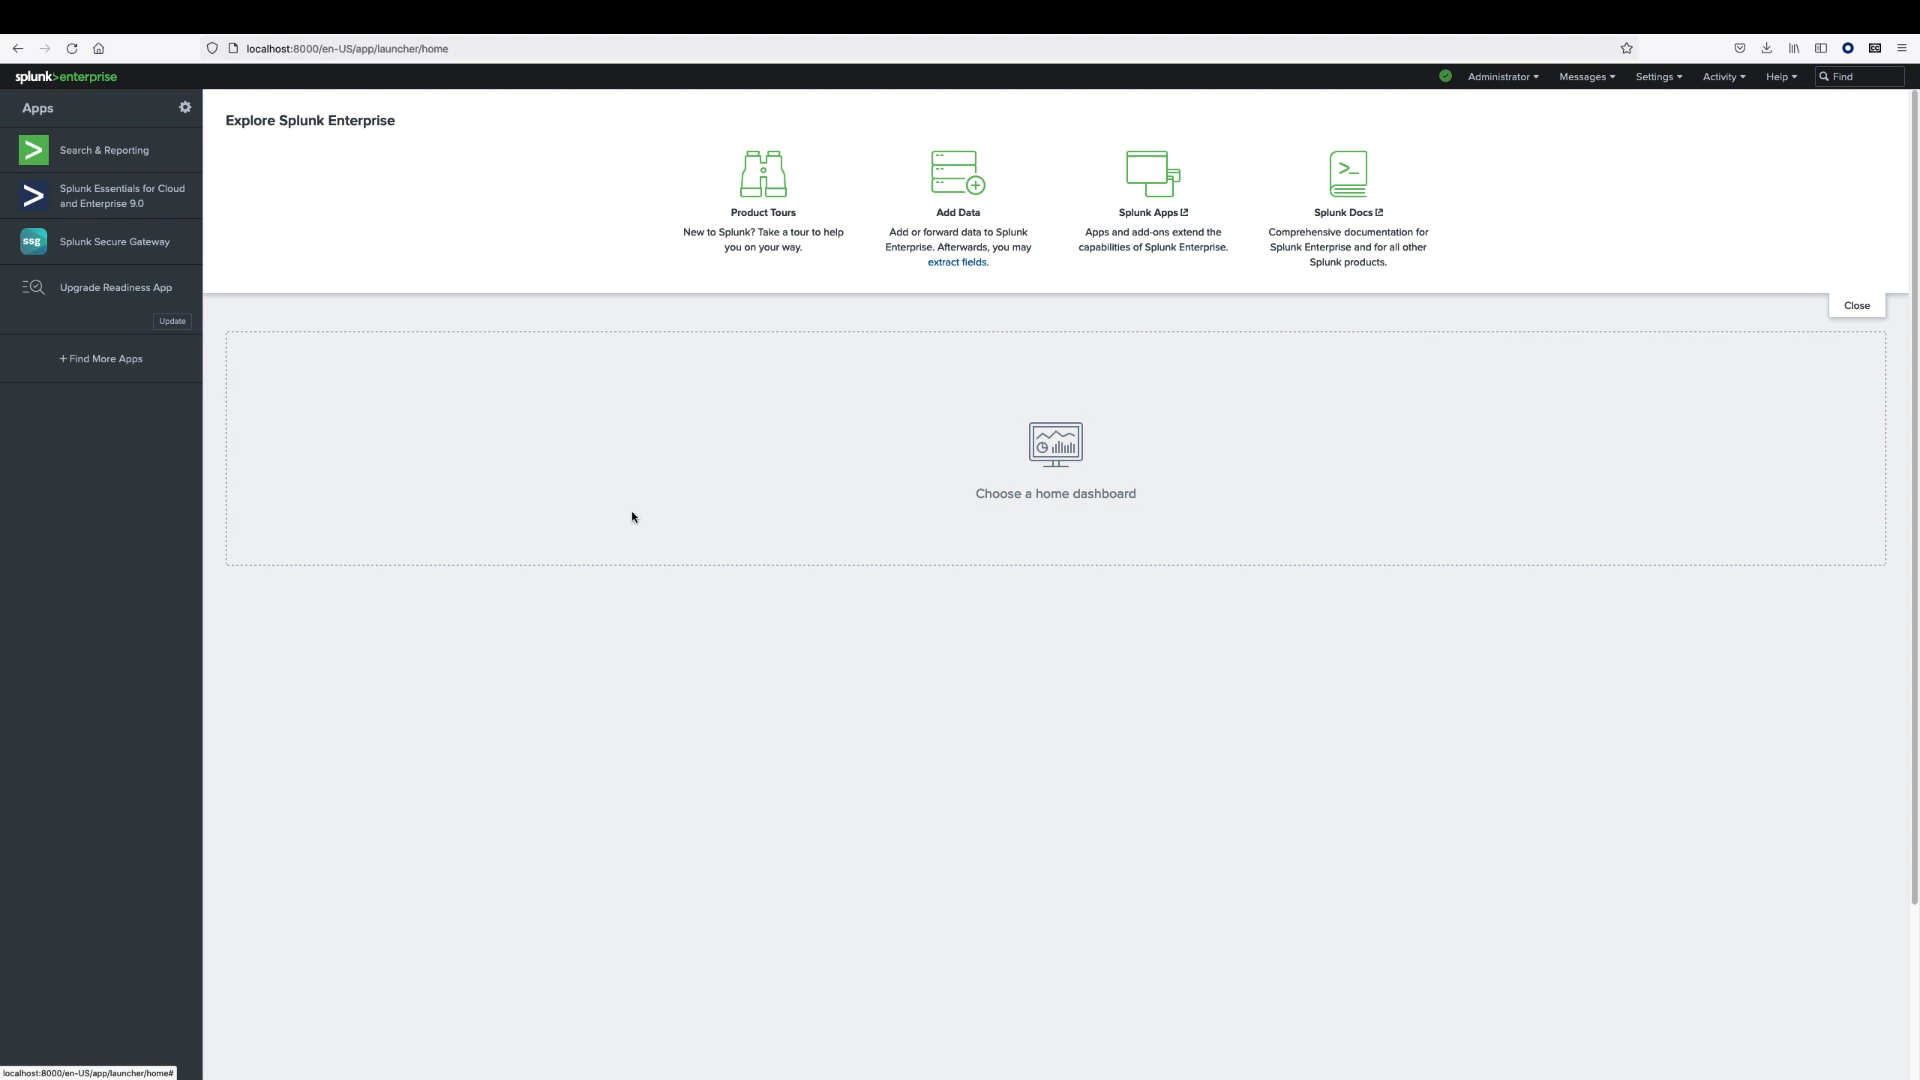 localhost:8000/en-US/app/launcher/home
splunk>enterprise
Administrator
Messages
Settings
Activity
Help
Find
Apps
Search & Reporting
Splunk Essentials for Cloud
and Enterprise 9.0
ssg
Splunk Secure Gateway
Upgrade Readiness App
Update
+ Find More Apps
Explore Splunk Enterprise
Product Tours
New to Splunk? Take a tour to help
you on your way.
Add Data
Add or forward data to Splunk
Enterprise. Afterwards, you may
extract fields.
Splunk Apps
Apps and add-ons extend the
capabilities of Splunk Enterprise.
Splunk Docs
Comprehensive documentation for
Splunk Enterprise and for all other
Splunk products.
Close
Choose a home dashboard
localhost:8000/en-US/app/launcher/home#